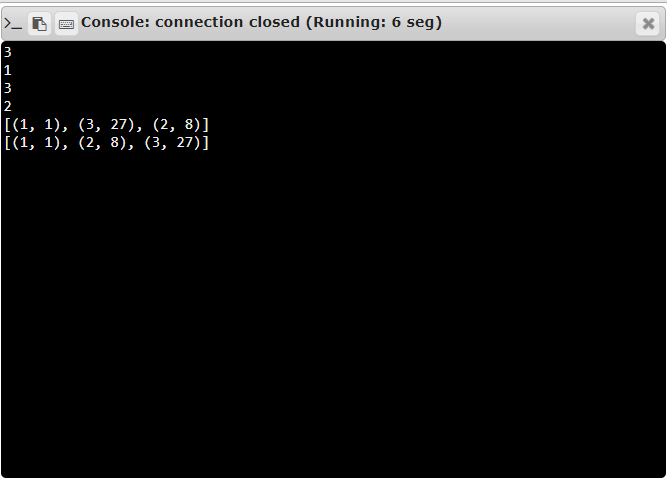 >_ Console: connection closed (Running: 6 seg)
3
1
3
2
[(1, 1), (3, 27), (2, 8)]
[(1, 1), (2, 8), (3, 27)]